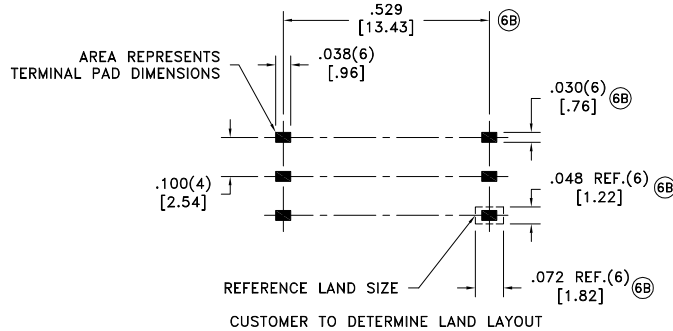 .529
[13.43]
6B
AREA REPRESENTS
TERMINAL PAD DIMENSIONS
.038(6)
[.96]
.030(6)
[.76]
6B
.100(4)
[2.54]
.048 REF.(6)
[1.22]
6B
REFERENCE LAND SIZE
.072 REF.(6)
[1.82]
6B
CUSTOMER TO DETERMINE LAND LAYOUT